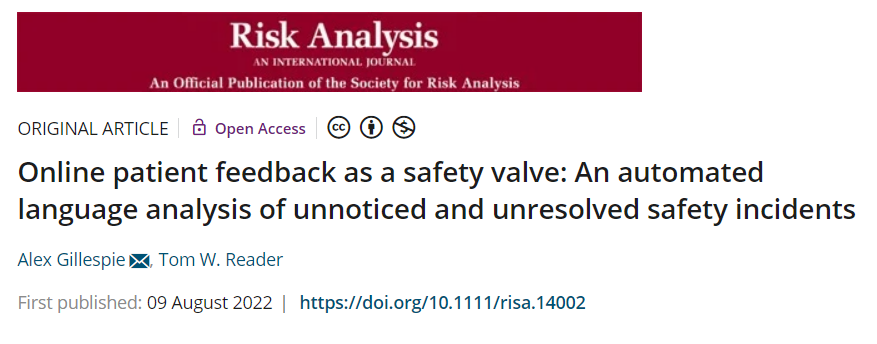 Risk Analysis
AN INTERNATIONAL JOURNAL
An Official Publication of the Society for Risk Analysis
ORIGINAL ARTICLE Open Access cc
Online patient feedback as a safety valve: An automated
language analysis of unnoticed and unresolved safety incidents
Alex Gillespie, Tom W. Reader
First published: 09 August 2022 | https://doi.org/10.1111/risa.14002